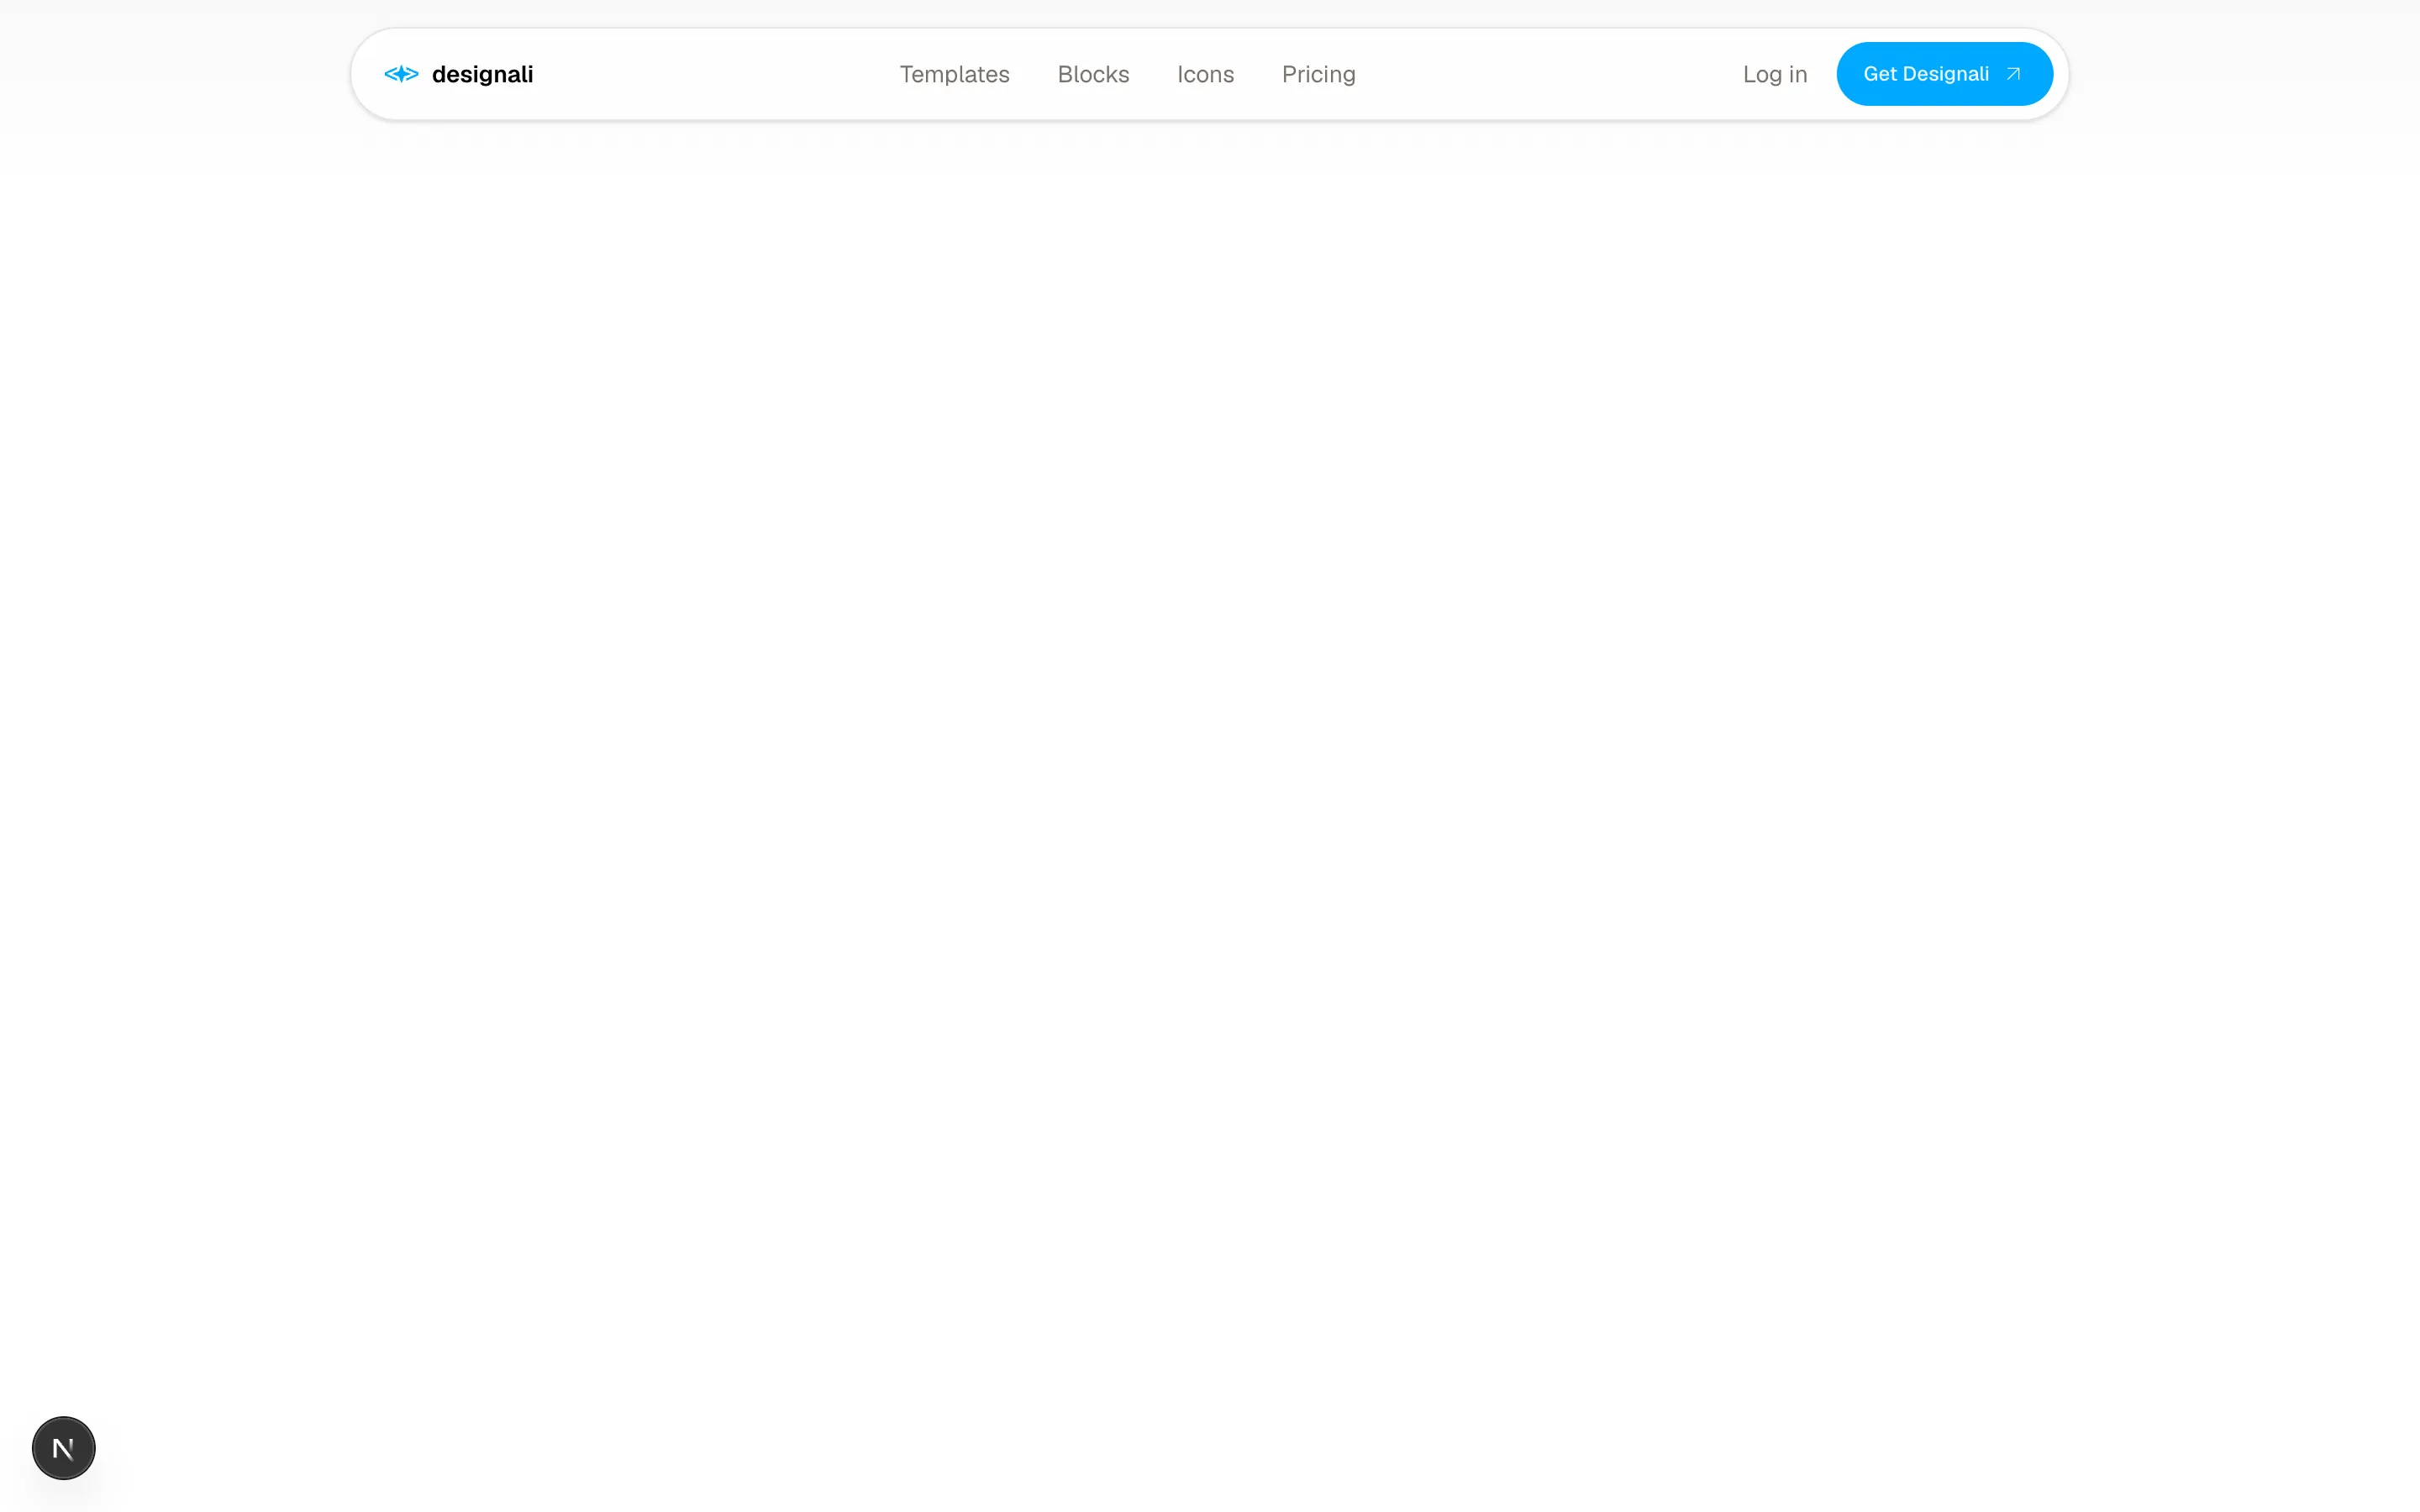 designali
Templates
Blocks
Icons
Pricing
Log in
Get Designali
N